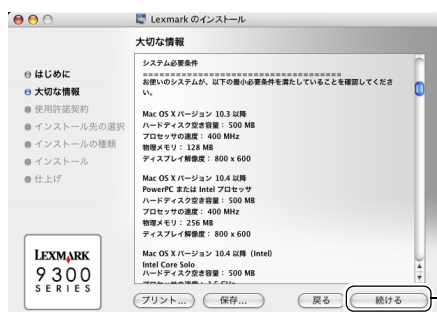 Lexmark のインストール
大切な情報
はじめに
大切な情報
使用許諾契約
インストール先の選択
インストールの種類
インストール
仕上げ
システム必要条件
==================================
お使いのシステムが、以下の最小必要条件を満たしていることを確認してくださ
い。
Mac OS X バージョン 10.3 以降
ハードディスク空き容量： 500 MB
プロセッサの速度： 400 MHz
物理メモリ： 128 MB
ディスプレイ解像度： 800 x 600
Mac OS X バージョン 10.4 以降
PowerPC または Intel プロセッサ
ハードディスク空き容量： 500 MB
プロセッサの速度： 400 MHz
物理メモリ： 256 MB
ディスプレイ解像度： 800 x 600
Mac OS X バージョン 10.4 以降（Intel）
Intel Core Solo
ハードディスク空き容量： 500 MB
LEXMARK
9300
SERIES
プリント...
保存...
戻る
続ける